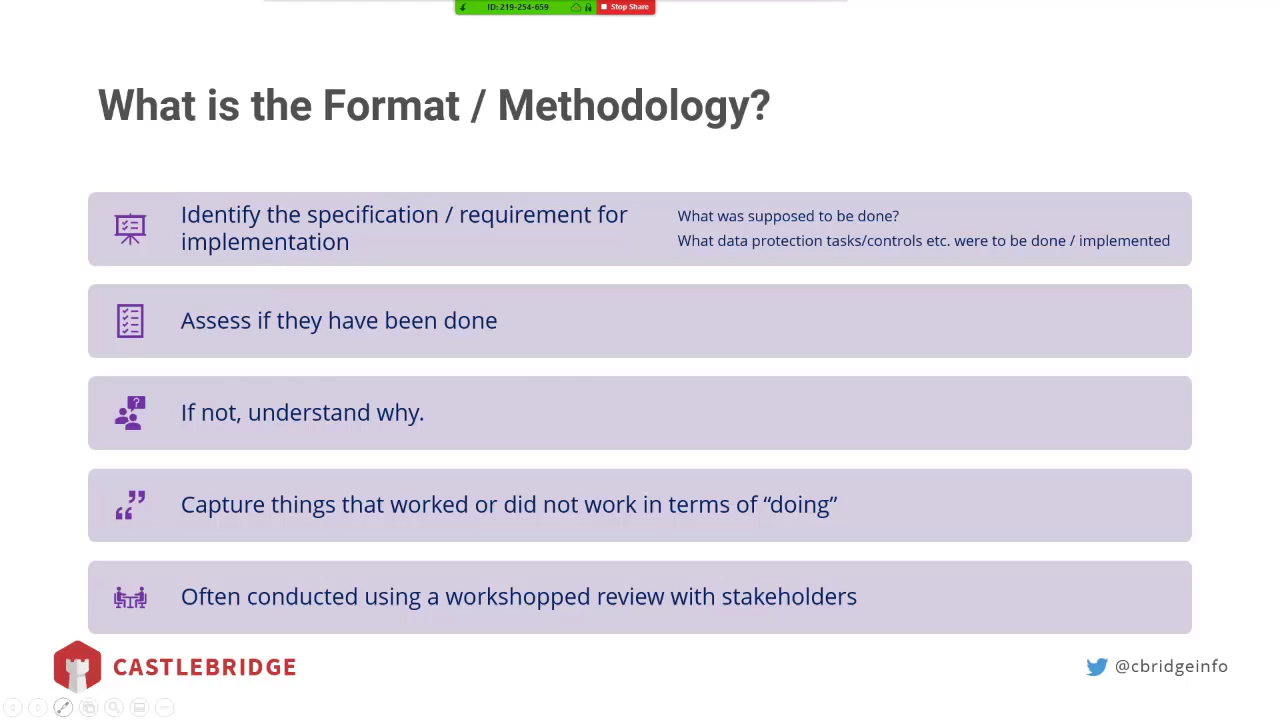 ID: 219-254-659
Stop Share
What is the Format / Methodology?
Identify the specification / requirement for
implementation
What was supposed to be done?
What data protection tasks/controls etc. were to be done / implemented
Assess if they have been done
If not, understand why.
Capture things that worked or did not work in terms of “doing”
Often conducted using a workshopped review with stakeholders
CASTLEBRIDGE
@cbridgeinfo